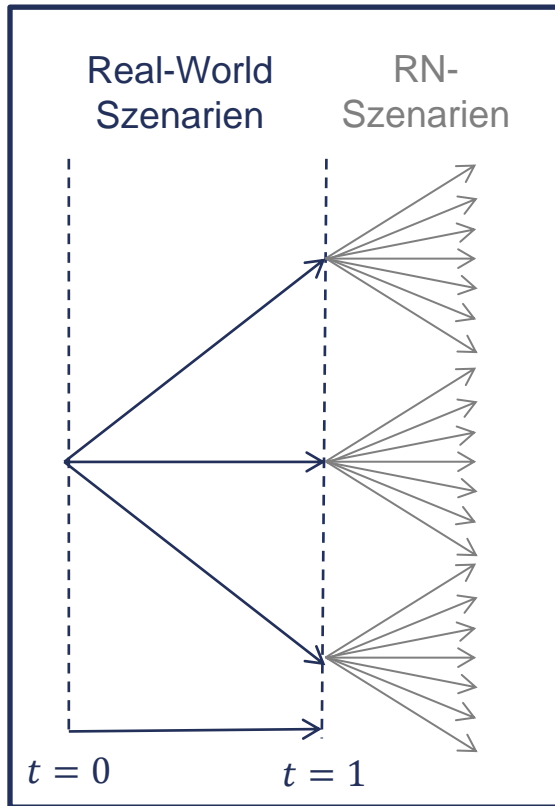 Real-World
Szenarien
RN-
Szenarien
t = 0
t = 1